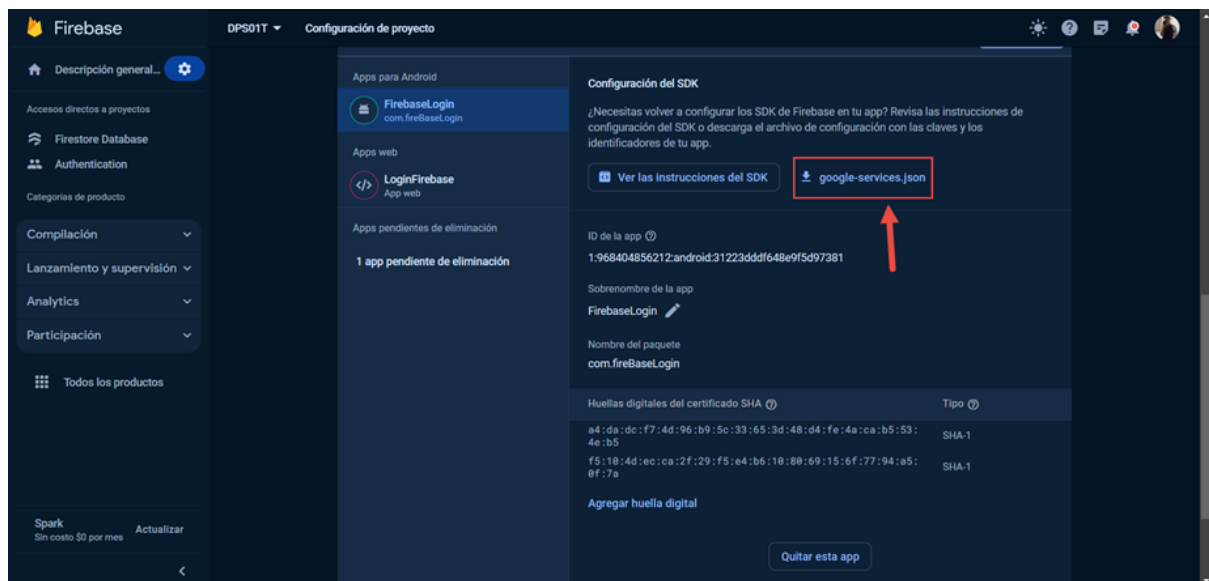 Firebase
DPS01T
Configuración de proyecto
Descripción general...
Accesos directos a proyectos
Firestore Database
Authentication
Categorías de producto
Compilación
Lanzamiento y supervisión
Analytics
Participación
Todos los productos
Spark
Sin costo $0 por mes
Actualizar
Apps para Android
FirebaseLogin
com.fireBaseLogin
Apps web
LoginFirebase
App web
Apps pendientes de eliminación
1 app pendiente de eliminación
Configuración del SDK
¿Necesitas volver a configurar los SDK de Firebase en tu app? Revisa las instrucciones de
configuración del SDK o descarga el archivo de configuración con las claves y los
identificadores de tu app.
Ver las instrucciones del SDK
google-services.json
ID de la app
1:968404856212:android:31223dddf648e9f5d97381
Sobrenombre de la app
FirebaseLogin
Nombre del paquete
com.fireBaseLogin
Huellas digitales del certificado SHA
Tipo
a4:da:dc:f7:4d:96:b9:5c:33:65:3d:48:d4:fe:4a:ca:b5:53:
4e:b5
SHA-1
f5:10:4d:ec:ca:2f:29:f5:e4:b6:10:80:69:15:6f:77:94:a5:
0f:7a
SHA-1
Agregar huella digital
Quitar esta app